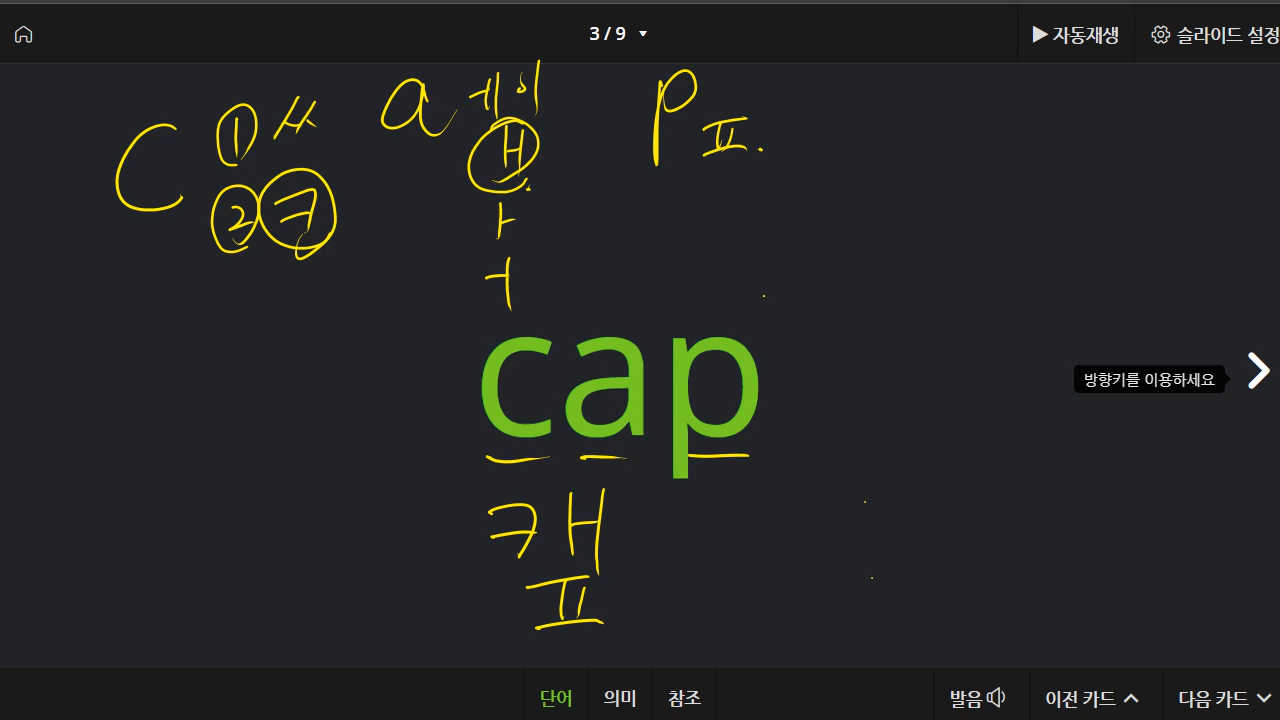 3 / 9
자동재생
슬라이드 설정
C ① ㅅ
② ㅋ
a ㅔ이
ㅐ
ㅏ
ㅓ
p ㅍ.
cap
방향키를 이용하세요
캪
단어 의미 참조
발음 이전 카드 다음 카드